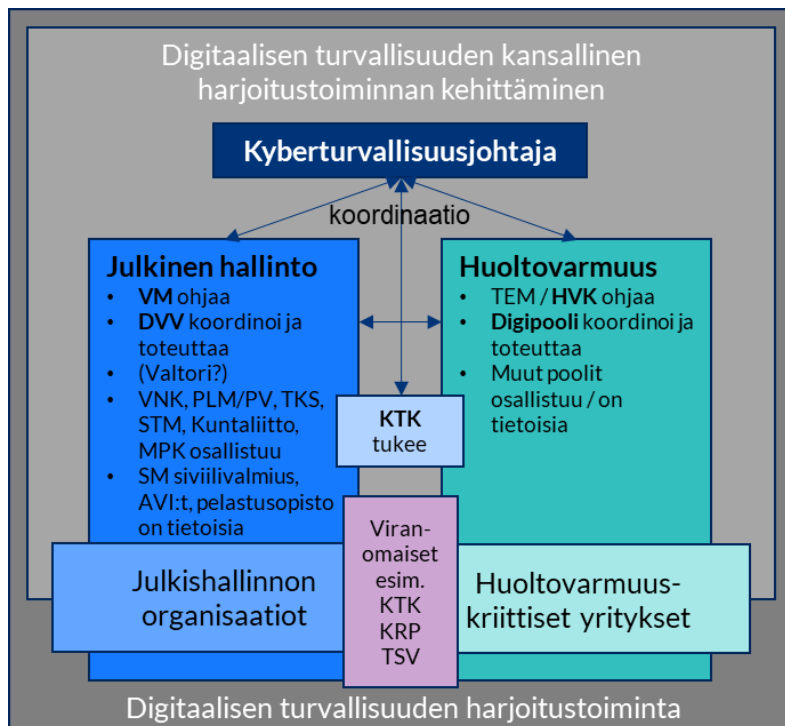 Digitaalisen turvallisuuden kansallinen
harjoitustoiminnan kehittäminen
Kyberturvallisuusjohtaja
koordinaatio
Julkinen hallinto
• VM ohjaa
• DVV koordinoi ja
toteuttaa
• (Valtori?)
• VNK, PLM/PV, TKS,
STM, Kuntaliitto,
MPK osallistuu
• SM siviilivalmius,
AVI:t, pelastusopisto
on tietoisia
Huoltovarmuus
• TEM / HVK ohjaa
• Digipooli koordinoi ja
toteuttaa
• Muut poolit
osallistuu / on
tietoisia
KTK
tukee
Viran-
omaiset
esim.
KTK
KRP
TSV
Julkishallinnon
organisaatiot
Huoltovarmuus-
kriittiset yritykset
Digitaalisen turvallisuuden harjoitustoiminta